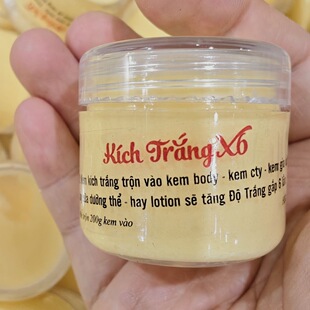 Kích Trắng X6
kích trắng trộn vào kem body - kem cty - kem
dưỡng thể - hay lotion sẽ tăng Độ Trắng gấp 6
200g kem vào